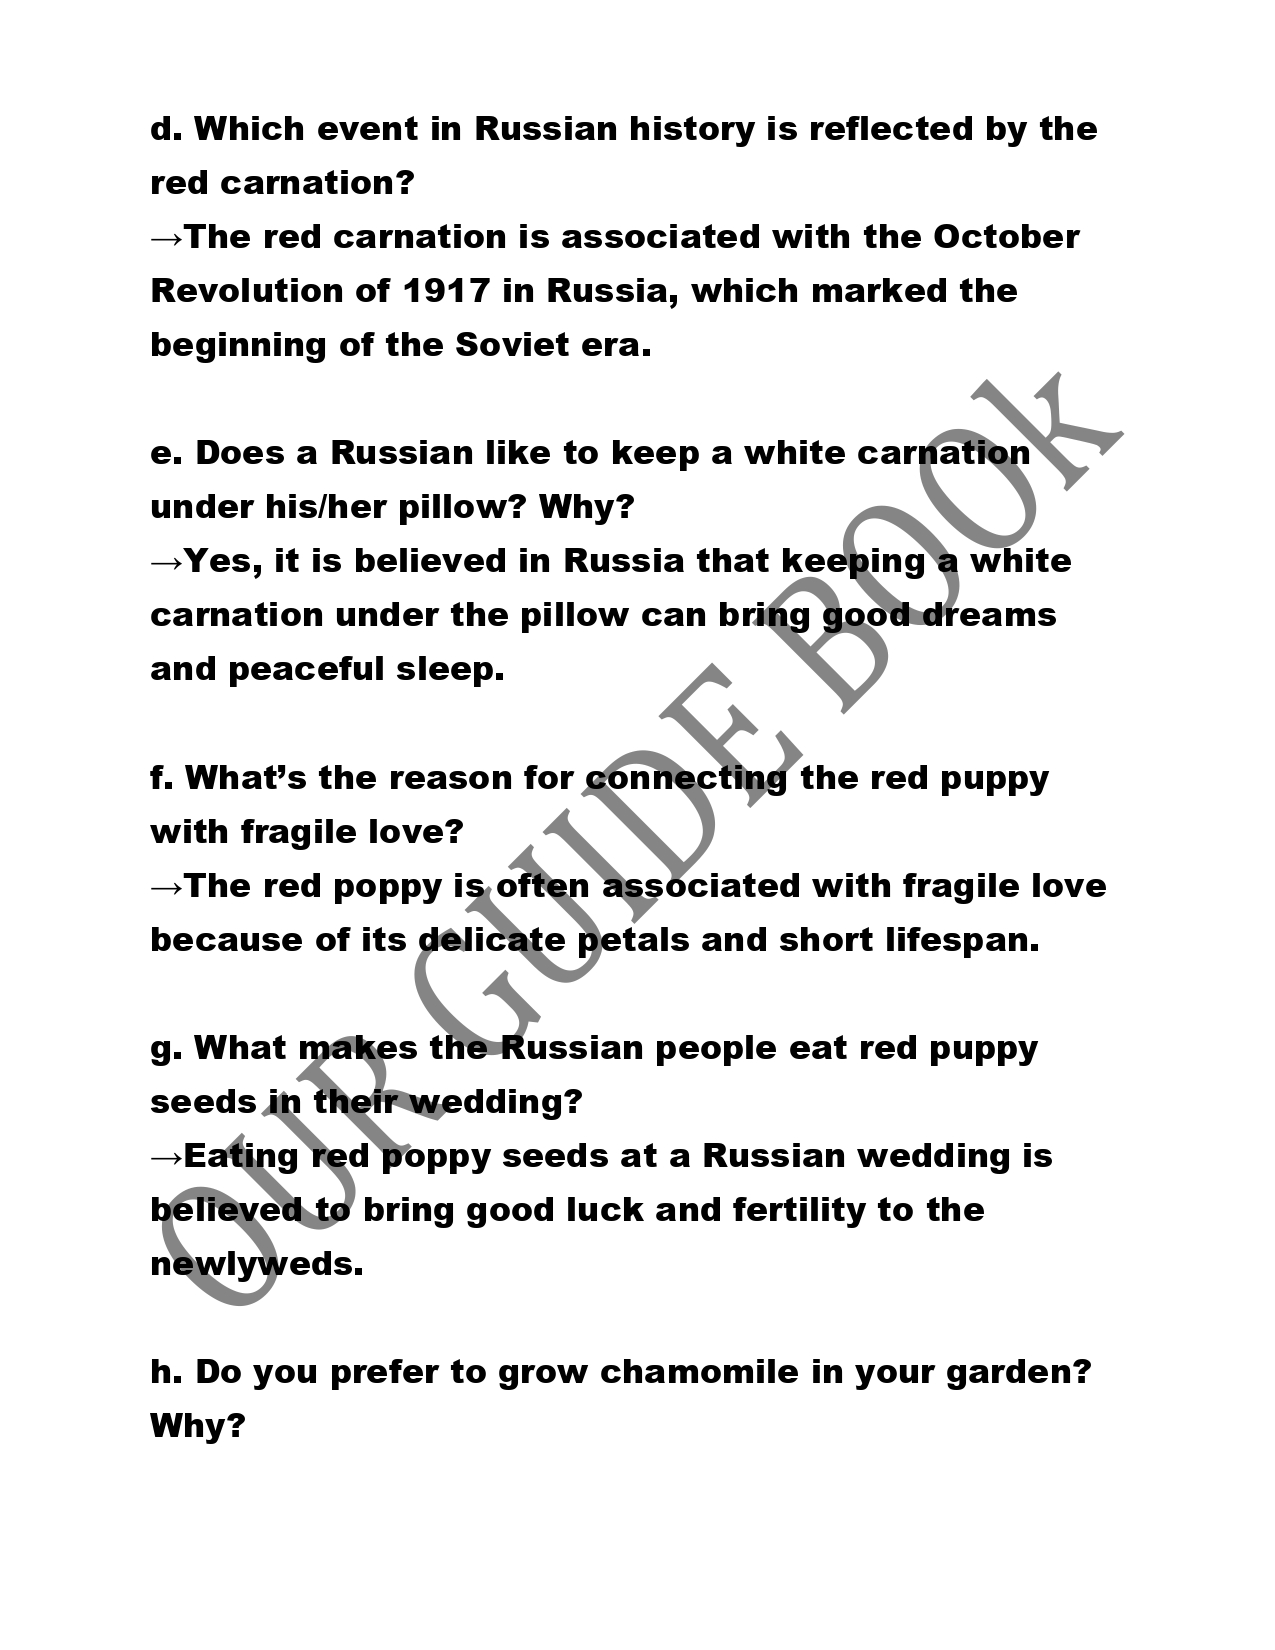 d. Which event in Russian history is reflected by the
red carnation?
→The red carnation is associated with the October
Revolution of 1917 in Russia, which marked the
beginning of the Soviet era.
e. Does a Russian like to keep a white carnation
under his/her pillow? Why?
→Yes, it is believed in Russia that keeping a white
carnation under the pillow can bring good dreams
and peaceful sleep.
f. What’s the reason for connecting the red puppy
with fragile love?
→The red poppy is often associated with fragile love
because of its delicate petals and short lifespan.
g. What makes the Russian people eat red puppy
seeds in their wedding?
→Eating red poppy seeds at a Russian wedding is
believed to bring good luck and fertility to the
newlyweds.
h. Do you prefer to grow chamomile in your garden?
Why?
OUR GUIDE BOOk